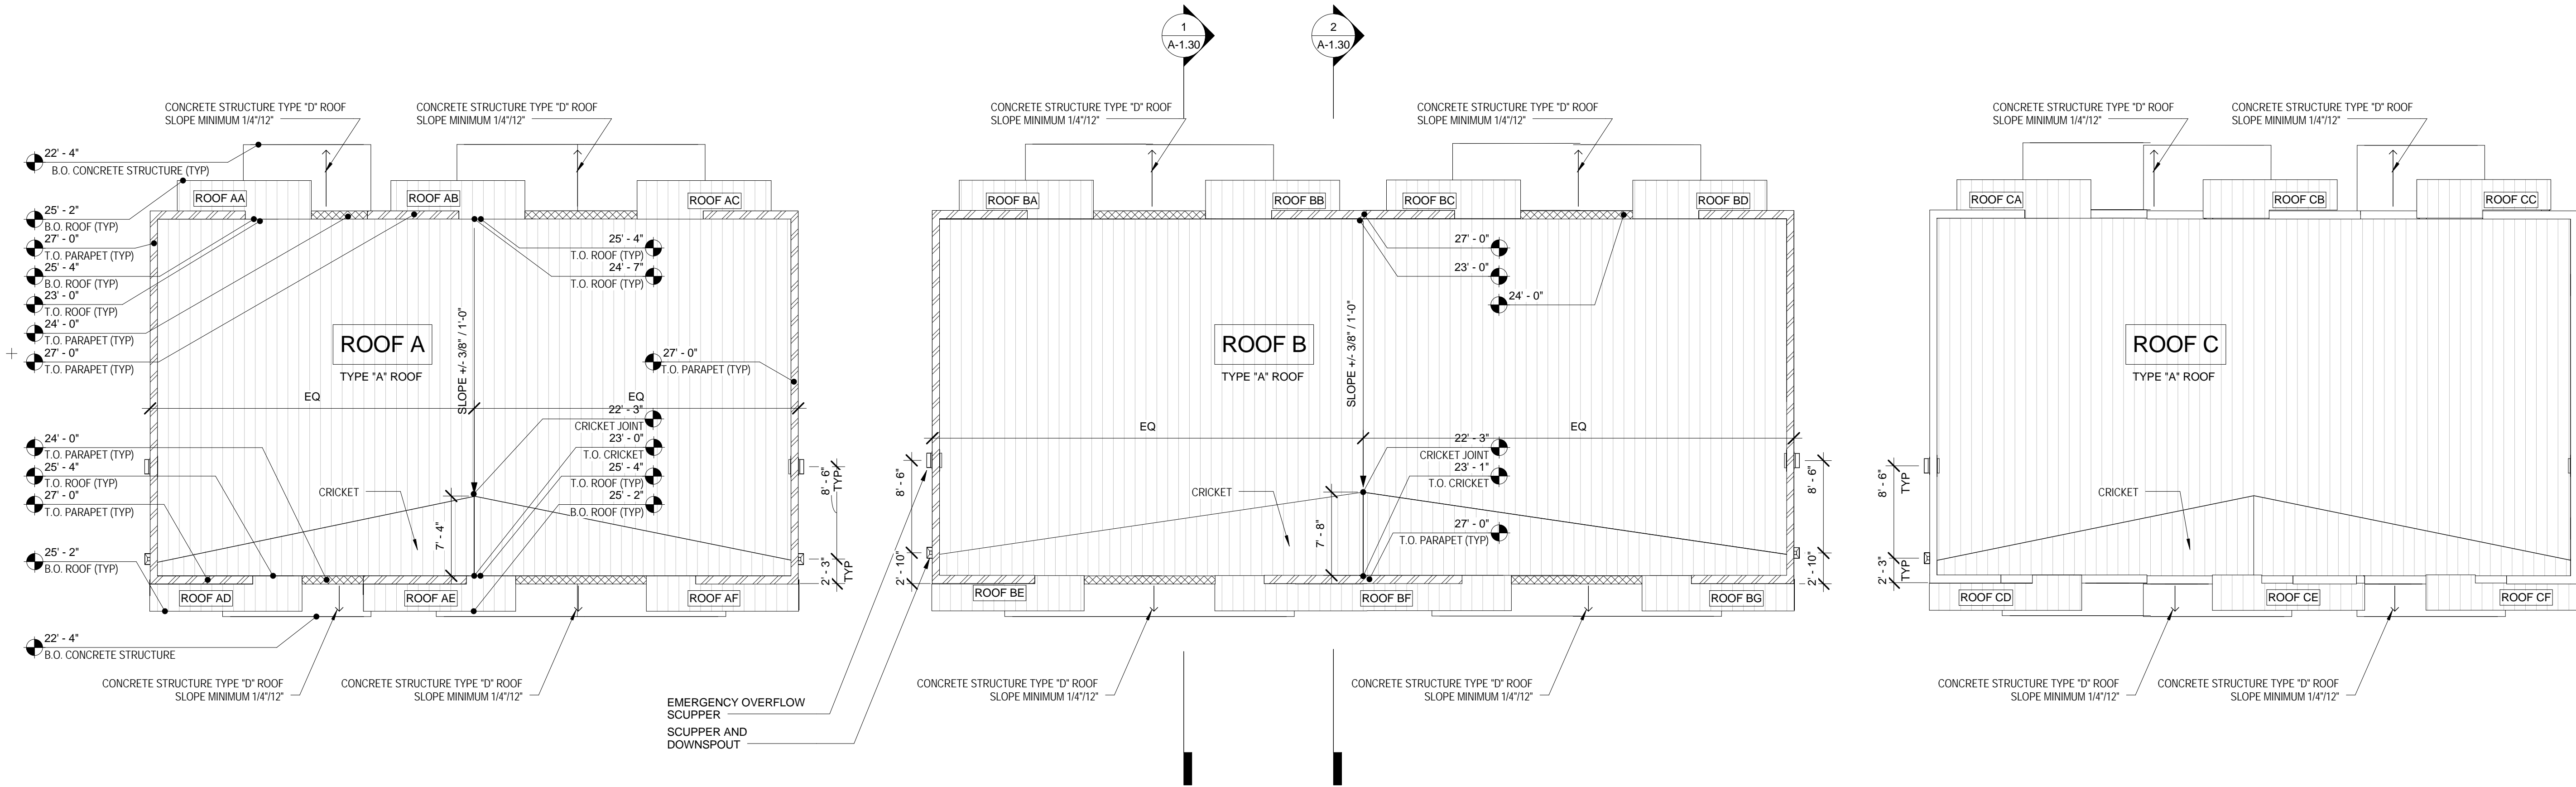 1
A-1.30
2
A-1.30
CONCRETE STRUCTURE TYPE "D" ROOF
SLOPE MINIMUM 1/4"/12"
CONCRETE STRUCTURE TYPE "D" ROOF
SLOPE MINIMUM 1/4"/12"
CONCRETE STRUCTURE TYPE "D" ROOF
SLOPE MINIMUM 1/4"/12"
CONCRETE STRUCTURE TYPE "D" ROOF
SLOPE MINIMUM 1/4"/12"
CONCRETE STRUCTURE TYPE "D" ROOF
SLOPE MINIMUM 1/4"/12"
CONCRETE STRUCTURE TYPE "D" ROOF
SLOPE MINIMUM 1/4"/12"
22' - 4"
B.O. CONCRETE STRUCTURE (TYP)
25' - 2"
B.O. ROOF (TYP)
27' - 0"
T.O. PARAPET (TYP)
25' - 4"
B.O. ROOF (TYP)
23' - 0"
T.O. ROOF (TYP)
24' - 0"
T.O. PARAPET (TYP)
27' - 0"
T.O. PARAPET (TYP)
24' - 0"
T.O. PARAPET (TYP)
25' - 4"
T.O. ROOF (TYP)
27' - 0"
T.O. PARAPET (TYP)
25' - 2"
B.O. ROOF (TYP)
22' - 4"
B.O. CONCRETE STRUCTURE
ROOF AA
ROOF AB
ROOF AC
25' - 4"
T.O. ROOF (TYP)
24' - 7"
T.O. ROOF (TYP)
ROOF A
TYPE "A" ROOF
SLOPE +/- 3/8" / 1'-0"
27' - 0"
T.O. PARAPET (TYP)
EQ
EQ
22' - 3"
CRICKET JOINT
23' - 0"
T.O. CRICKET
25' - 4"
T.O. ROOF (TYP)
25' - 2"
B.O. ROOF (TYP)
CRICKET
7' - 4"
8' - 6"
TYP
2' - 3"
TYP
ROOF AD
ROOF AE
ROOF AF
CONCRETE STRUCTURE TYPE "D" ROOF
SLOPE MINIMUM 1/4"/12"
CONCRETE STRUCTURE TYPE "D" ROOF
SLOPE MINIMUM 1/4"/12"
EMERGENCY OVERFLOW
SCUPPER
SCUPPER AND
DOWNSPOUT
ROOF BA
ROOF BB
ROOF BC
ROOF BD
27' - 0"
23' - 0"
24' - 0"
ROOF B
TYPE "A" ROOF
SLOPE +/- 3/8" / 1'-0"
EQ
EQ
22' - 3"
CRICKET JOINT
23' - 1"
T.O. CRICKET
27' - 0"
T.O. PARAPET (TYP)
CRICKET
7' - 8"
8' - 6"
2' - 10"
8' - 6"
2' - 10"
ROOF BE
ROOF BF
ROOF BG
CONCRETE STRUCTURE TYPE "D" ROOF
SLOPE MINIMUM 1/4"/12"
CONCRETE STRUCTURE TYPE "D" ROOF
SLOPE MINIMUM 1/4"/12"
ROOF CA
ROOF CB
ROOF CC
ROOF C
TYPE "A" ROOF
CRICKET
8' - 6"
TYP
2' - 3"
TYP
ROOF CD
ROOF CE
ROOF CF
CONCRETE STRUCTURE TYPE "D" ROOF
SLOPE MINIMUM 1/4"/12"
CONCRETE STRUCTURE TYPE "D" ROOF
SLOPE MINIMUM 1/4"/12"